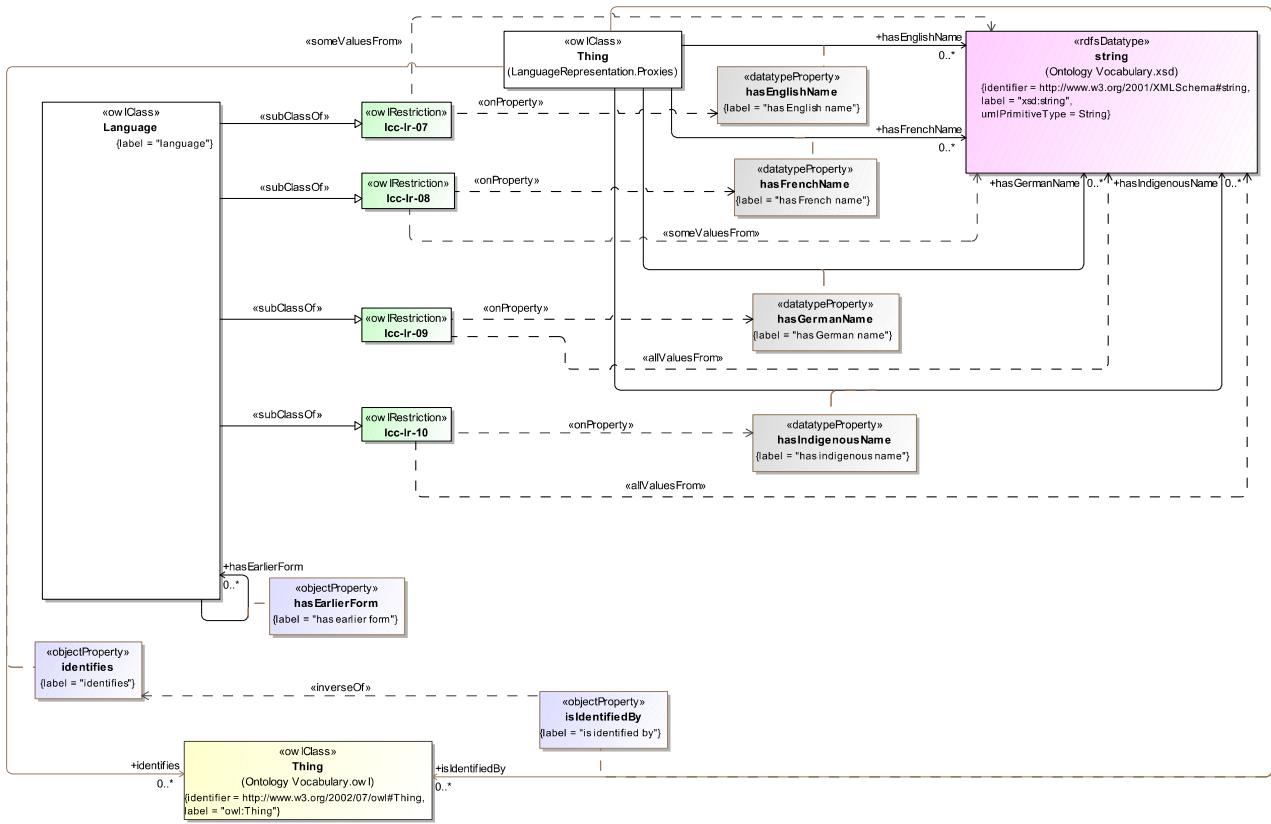 «owlClass»
Thing
(LanguageRepresentation.Proxies)
+hasEnglishName
0..*
«rdfsDatatype»
string
(Ontology Vocabulary.xsd)
{identifier = http://www.w3.org/2001/XMLSchema#string,
label = "xsd:string",
umlPrimitiveType = String}
«someValuesFrom»
«datatypeProperty»
hasEnglishName
{label = "has English name"}
«owlClass»
Language
{label = "language"}
«subClassOf»
«owlRestriction»
lcc-lr-07
«onProperty»
+hasFrenchName
0..*
«datatypeProperty»
hasFrenchName
{label = "has French name"}
«subClassOf»
«owlRestriction»
lcc-lr-08
«onProperty»
+hasGermanName
0..*
+hasIndigenousName
0..*
«someValuesFrom»
«datatypeProperty»
hasGermanName
{label = "has German name"}
«subClassOf»
«owlRestriction»
lcc-lr-09
«onProperty»
«allValuesFrom»
«subClassOf»
«owlRestriction»
lcc-lr-10
«onProperty»
«datatypeProperty»
hasIndigenousName
{label = "has indigenous name"}
«allValuesFrom»
+hasEarlierForm
0..*
«objectProperty»
hasEarlierForm
{label = "has earlier form"}
«objectProperty»
identifies
{label = "identifies"}
«inverseOf»
«objectProperty»
isIdentifiedBy
{label = "is identified by"}
+identifies
0..*
«owlClass»
Thing
(Ontology Vocabulary.owl)
{identifier = http://www.w3.org/2002/07/owl#Thing,
label = "owl:Thing"}
+isIdentifiedBy
0..*